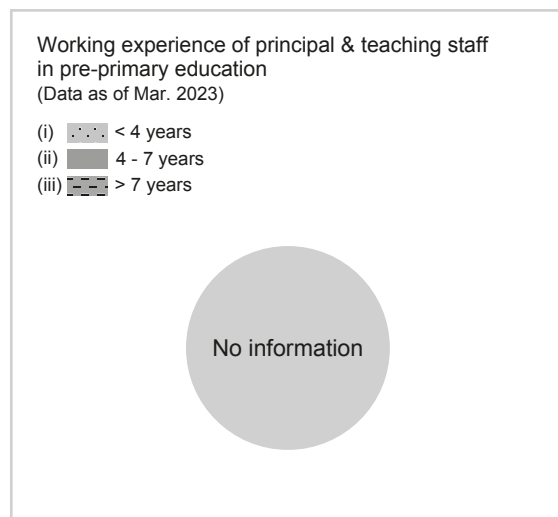 Working experience of principal & teaching staff
in pre-primary education
(Data as of Mar. 2023)
(i) < 4 years
(ii) 4 - 7 years
(iii) > 7 years
No information